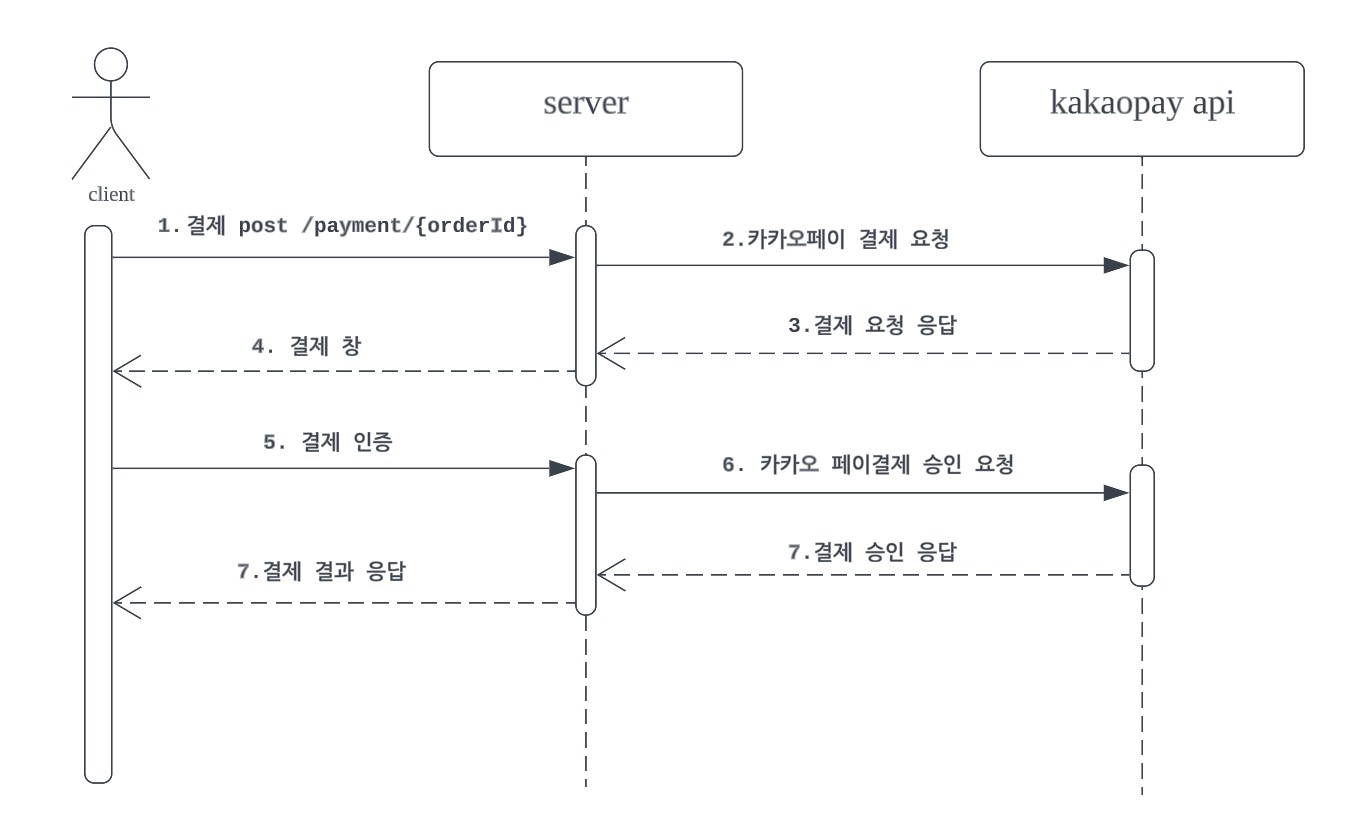 server
kakaopay api
client
1.결제 post /payment/{orderId}
2.카카오페이 결제 요청
3.결제 요청 응답
4. 결제 창
5. 결제 인증
6. 카카오 페이결제 승인 요청
7.결제 승인 응답
7.결제 결과 응답